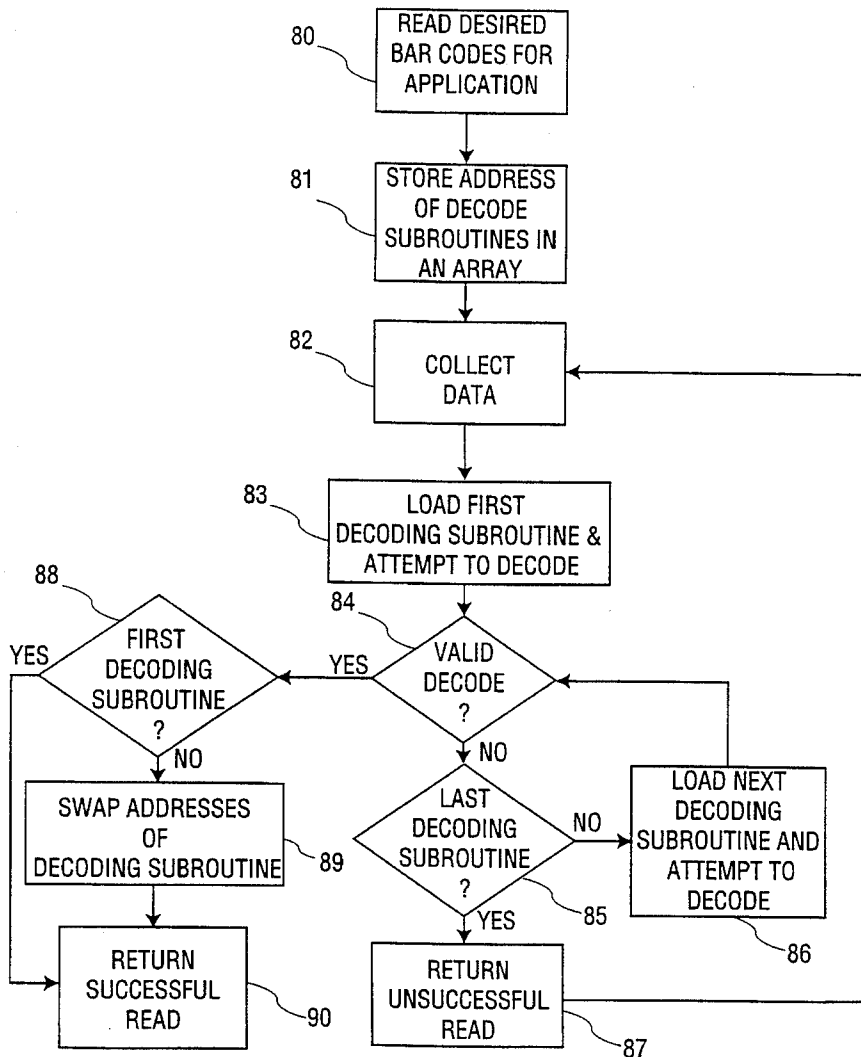 80
READ DESIRED
BAR CODES FOR
APPLICATION
81
STORE ADDRESS
OF DECODE
SUBROUTINES IN
AN ARRAY
82
COLLECT
DATA
83
LOAD FIRST
DECODING SUBROUTINE &
ATTEMPT TO DECODE
88
FIRST
DECODING
SUBROUTINE
?
YES
NO
84
VALID
DECODE
?
YES
NO
SWAP ADDRESSES
OF
DECODING SUBROUTINE
89
LAST
DECODING
SUBROUTINE
?
NO
YES
85
LOAD NEXT
DECODING
SUBROUTINE AND
ATTEMPT TO
DECODE
86
RETURN
SUCCESSFUL
READ
90
RETURN
UNSUCCESSFUL
READ
87